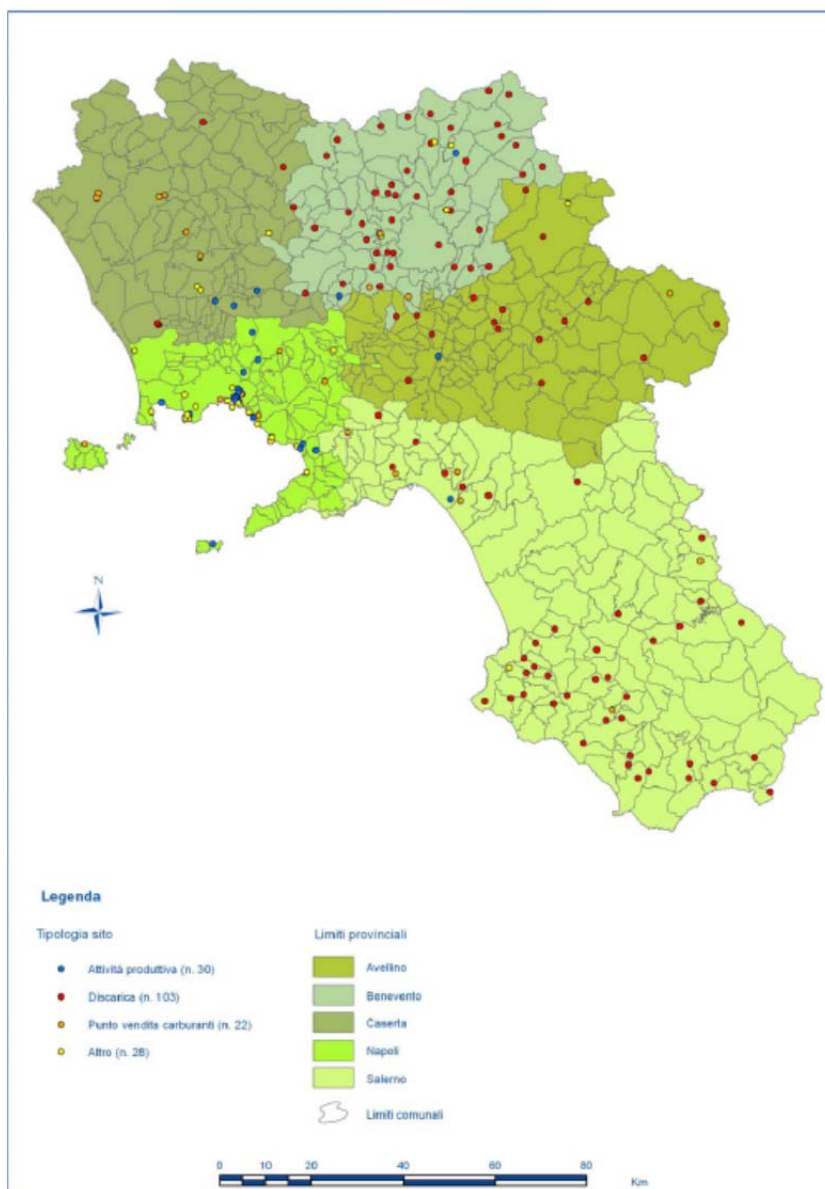 N
Legenda
Tipologia sito
Attività produttiva (n. 30)
Discarica (n. 103)
Punto vendita carburanti (n. 22)
Altro (n. 28)
Limiti provinciali
Avellino
Benevento
Caserta
Napoli
Salerno
Limiti comunali
0 10 20 40 60 80
Km